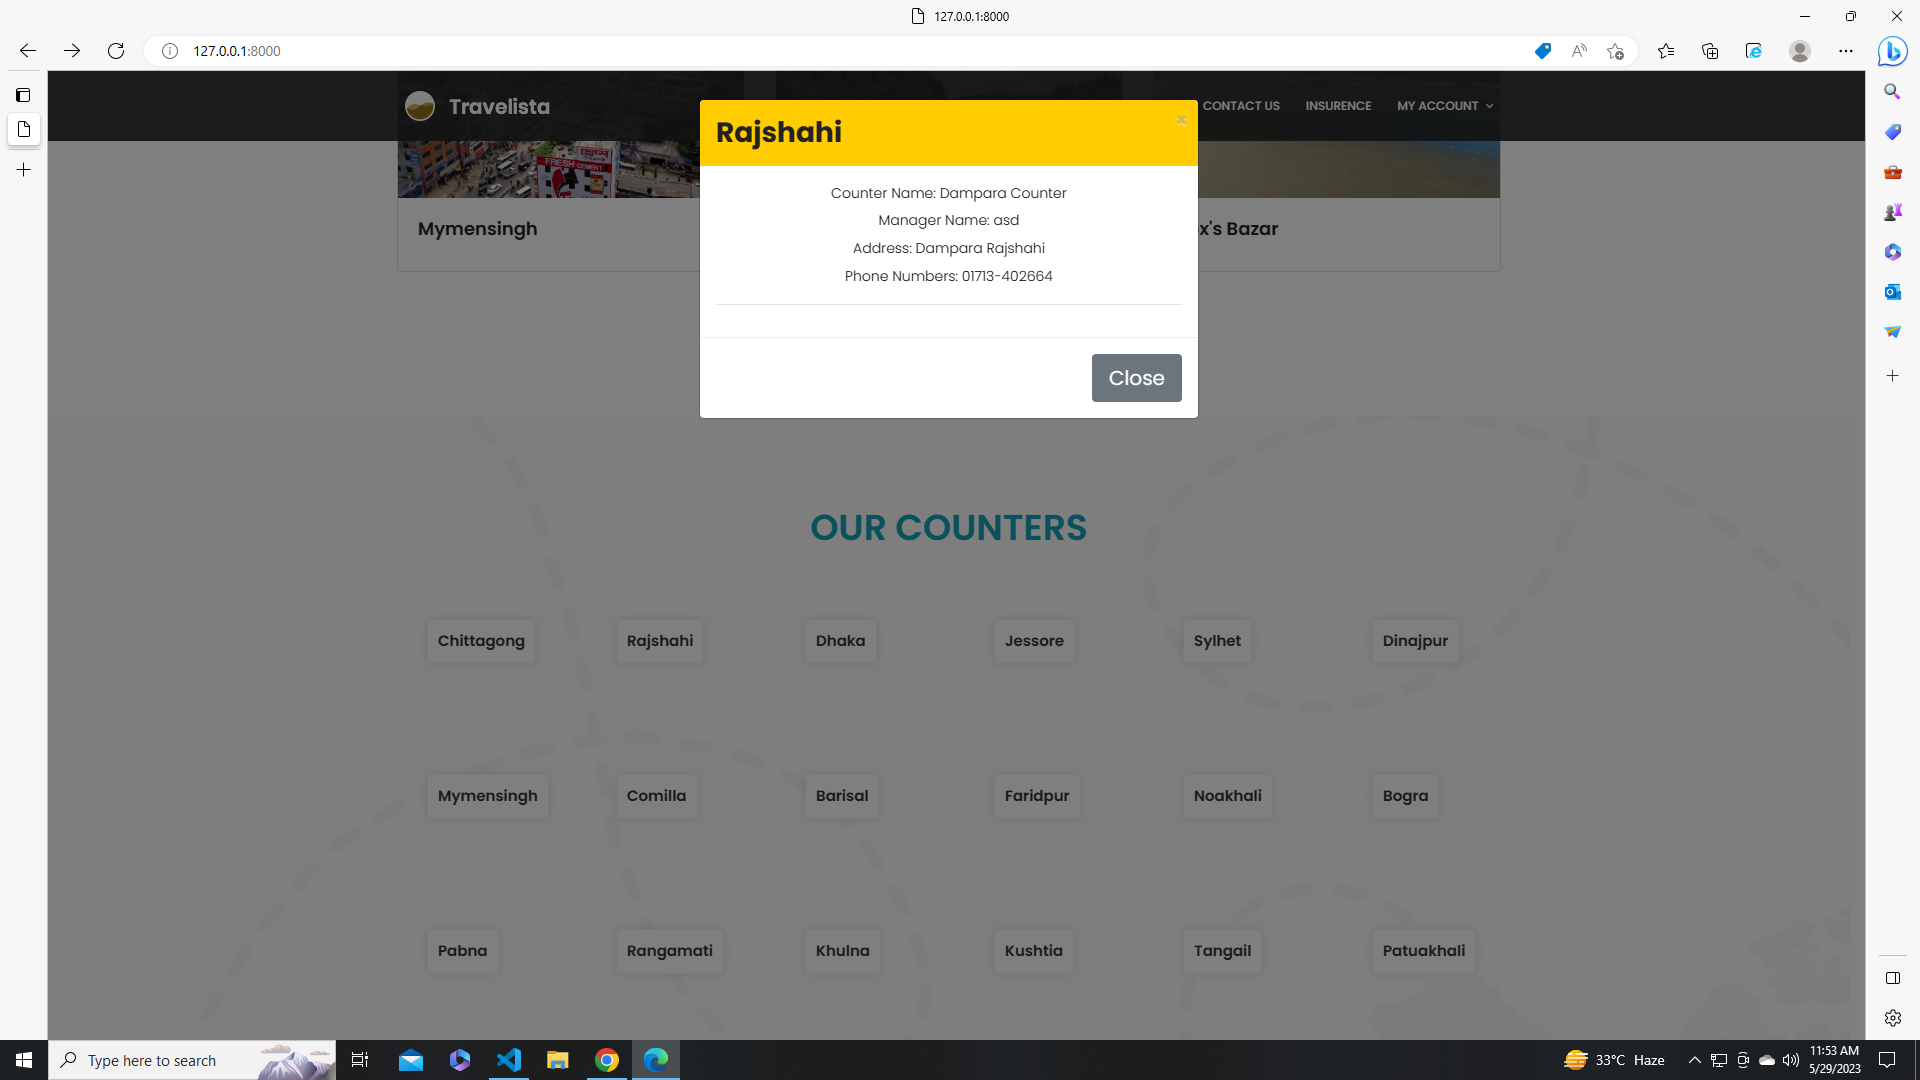 127.0.0.1:8000
127.0.0.1:8000
Travelista
CONTACT US
INSURENCE
MY ACCOUNT
Rajshahi
×
FRESH CEMENT
Counter Name: Dampara Counter
Manager Name: asd
Address: Dampara Rajshahi
Phone Numbers: 01713-402664
Mymensingh
x's Bazar
Close
OUR COUNTERS
Chittagong
Rajshahi
Dhaka
Jessore
Sylhet
Dinajpur
Mymensingh
Comilla
Barisal
Faridpur
Noakhali
Bogra
Pabna
Rangamati
Khulna
Kushtia
Tangail
Patuakhali
Type here to search
33°C Haze
11:53 AM
5/29/2023